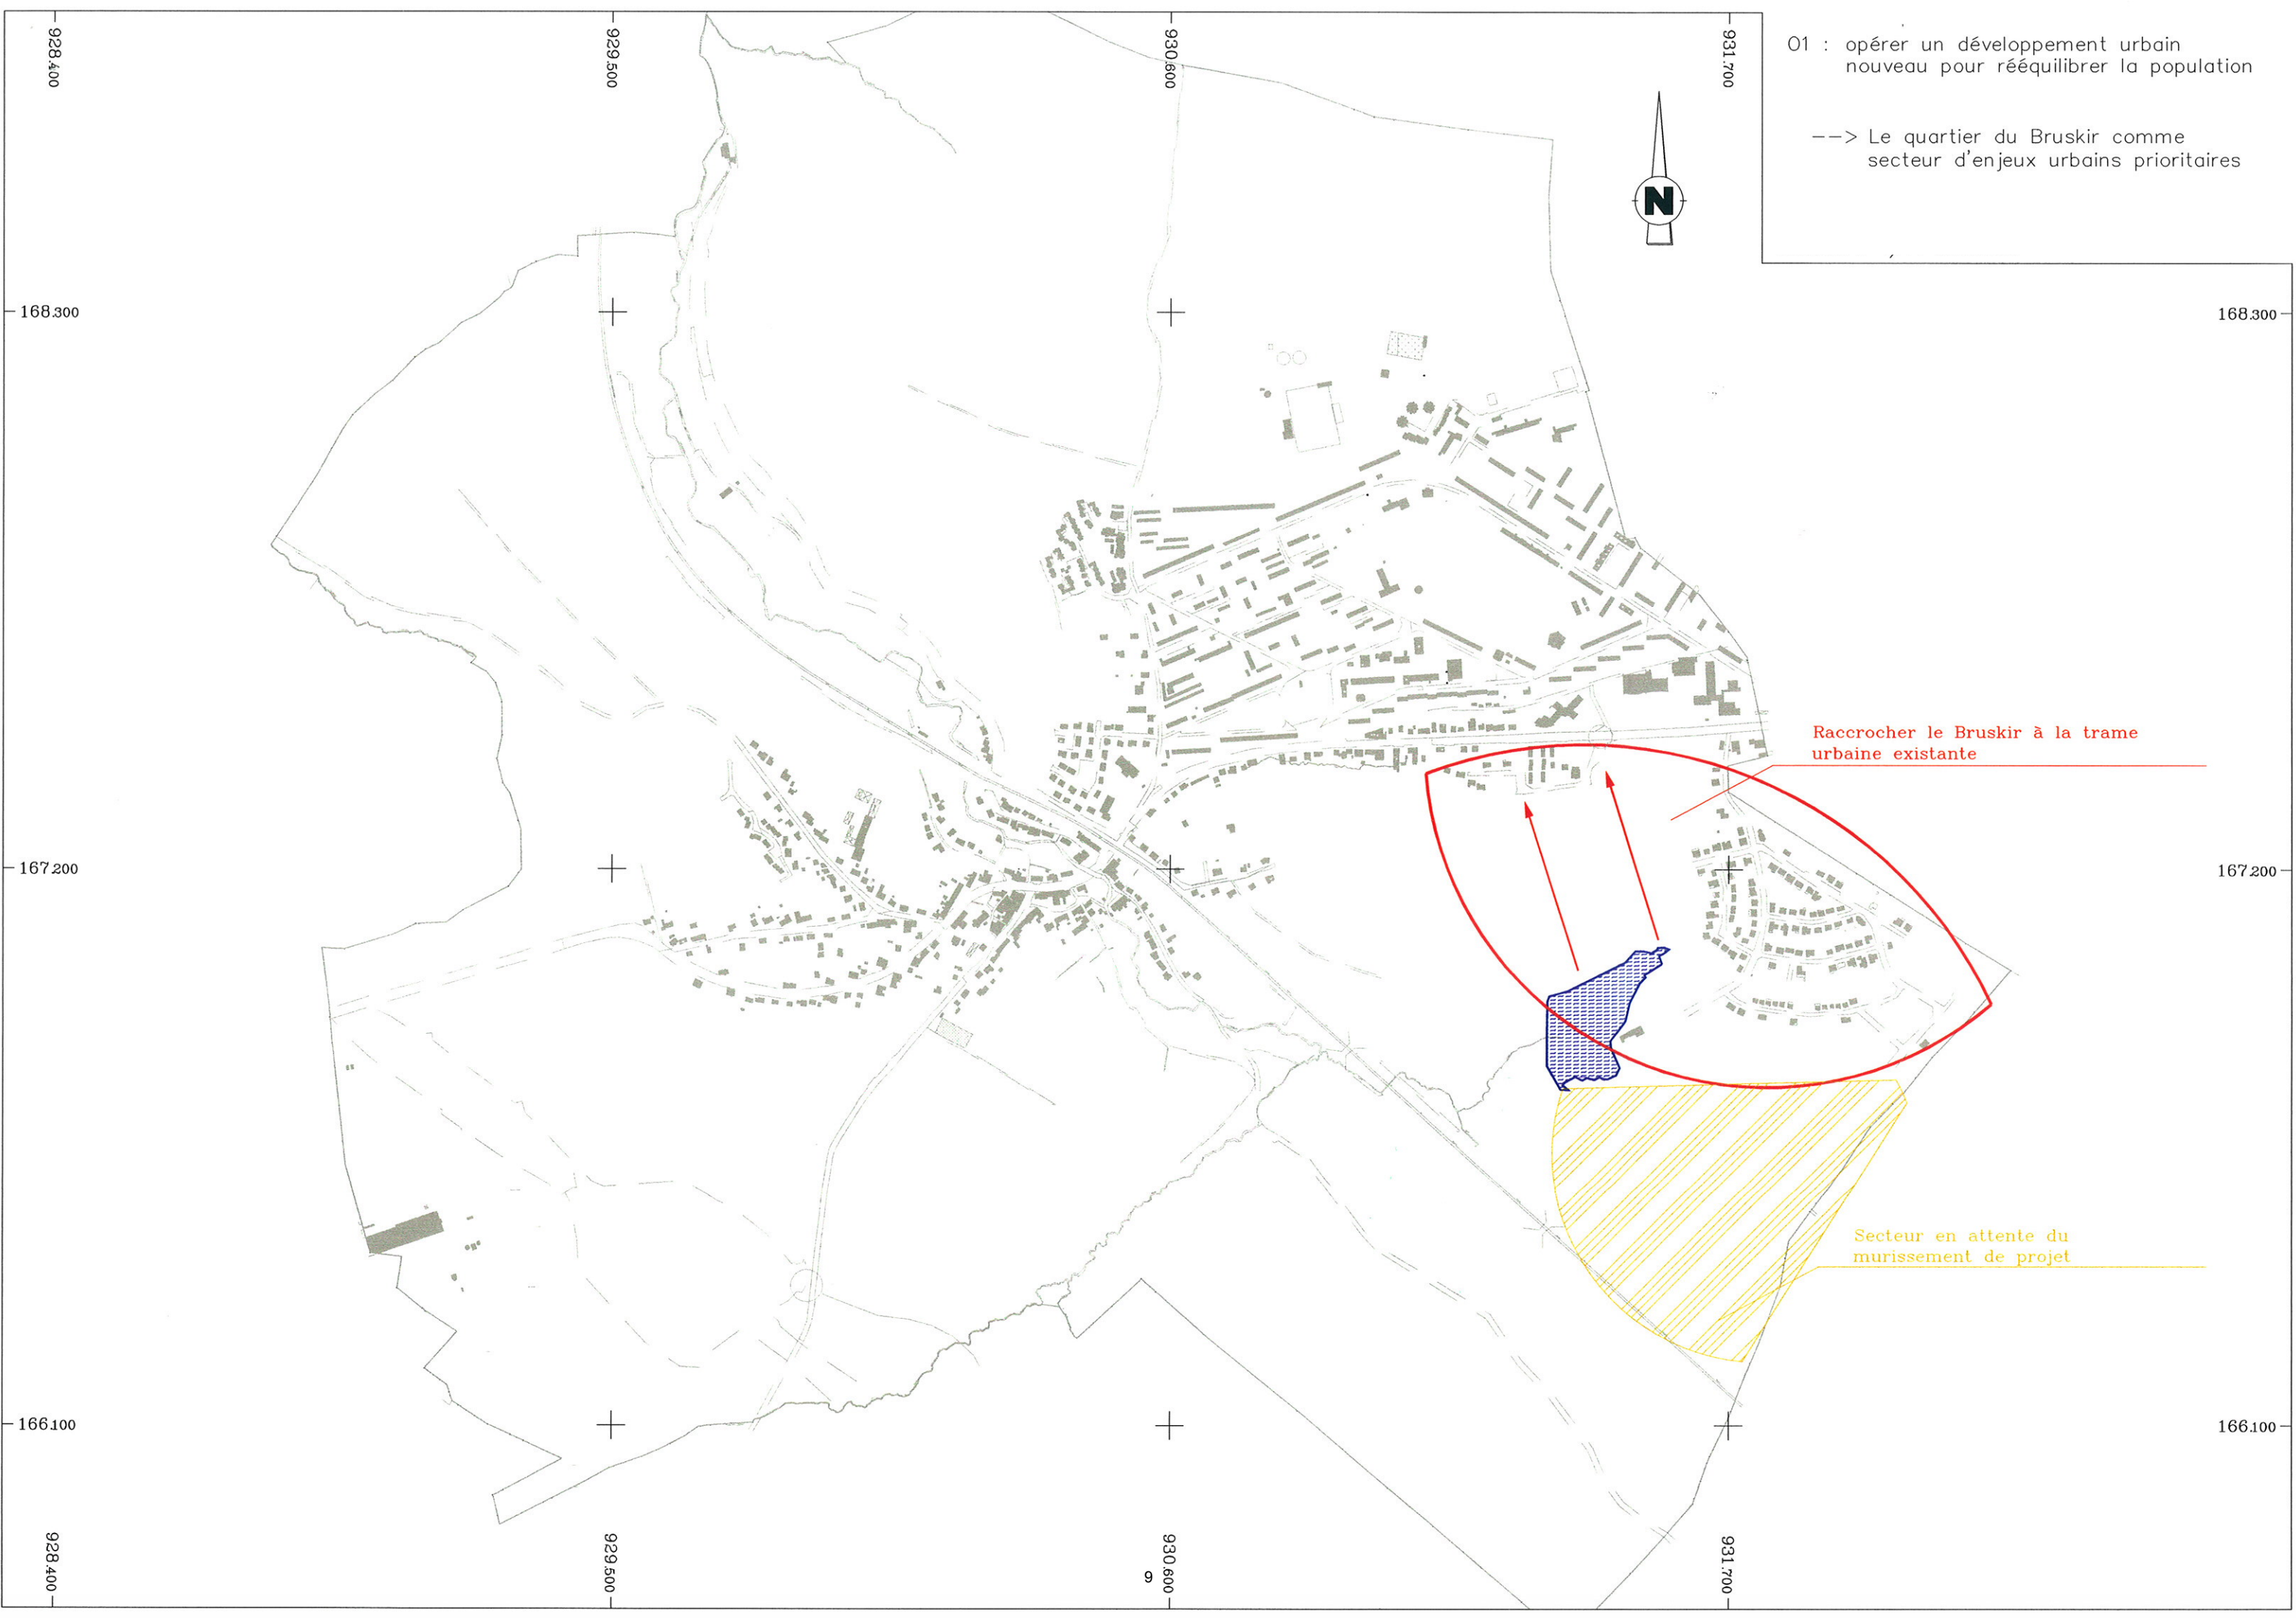 928.400
929.500
930.600
931.700
O1 : opérer un développement urbain
nouveau pour rééquilibrer la population
--> Le quartier du Bruskir comme
secteur d'enjeux urbains prioritaires
N
168.300
168.300
Raccrocher le Bruskir à la trame
urbaine existante
167.200
167.200
Secteur en attente du
murissement de projet
166.100
166.100
928.400
929.500
930.600
931.700
9